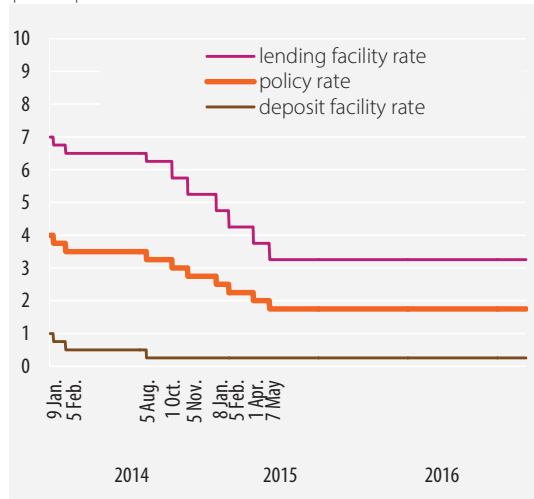 10
9
8
7
6
5
4
3
2
1
0
lending facility rate
policy rate
deposit facility rate
9 Jan.
5 Feb.
5 Aug.
1 Oct.
5 Nov.
8 Jan.
5 Feb.
1 Apr.
7 May
2014
2015
2016